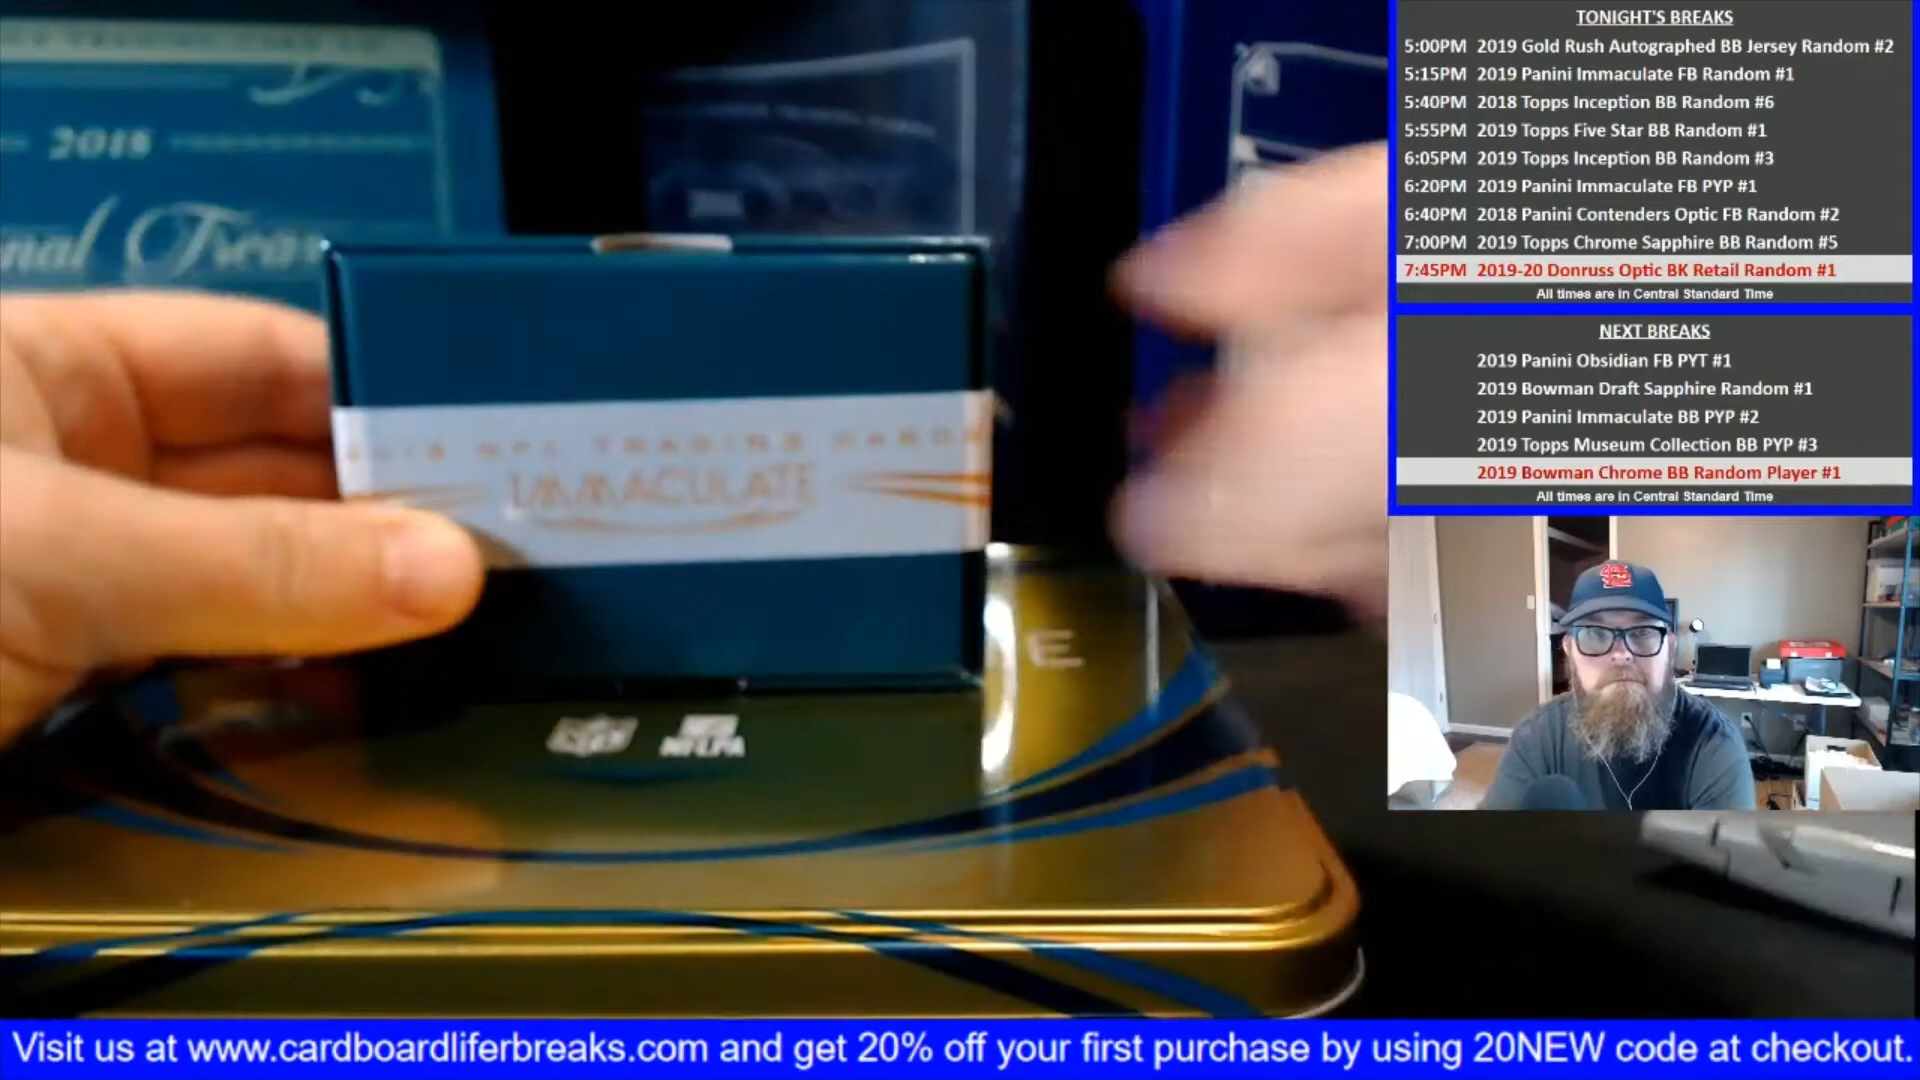 TONIGHT'S BREAKS
5:00PM 2019 Gold Rush Autographed BB Jersey Random #2
5:15PM 2019 Panini Immaculate FB Random #1
5:40PM 2018 Topps Inception BB Random #6
5:55PM 2019 Topps Five Star BB Random #1
6:05PM 2019 Topps Inception BB Random #3
6:20PM 2019 Panini Immaculate FB PYP #1
6:40PM 2018 Panini Contenders Optic FB Random #2
7:00PM 2019 Topps Chrome Sapphire BB Random #5
7:45PM 2019-20 Donruss Optic BK Retail Random #1
All times are in Central Standard Time
NEXT BREAKS
2019 Panini Obsidian FB PYT #1
2019 Bowman Draft Sapphire Random #1
2019 Panini Immaculate BB PYP #2
2019 Topps Museum Collection BB PYP #3
2019 Bowman Chrome BB Random Player #1
All times are in Central Standard Time
2018
nal Treas
NFL TRADING CARDS
IMMACULATE
E
NFL
NFLPA
Visit us at www.cardboardliferbreaks.com and get 20% off your first purchase by using 20NEW code at checkout.